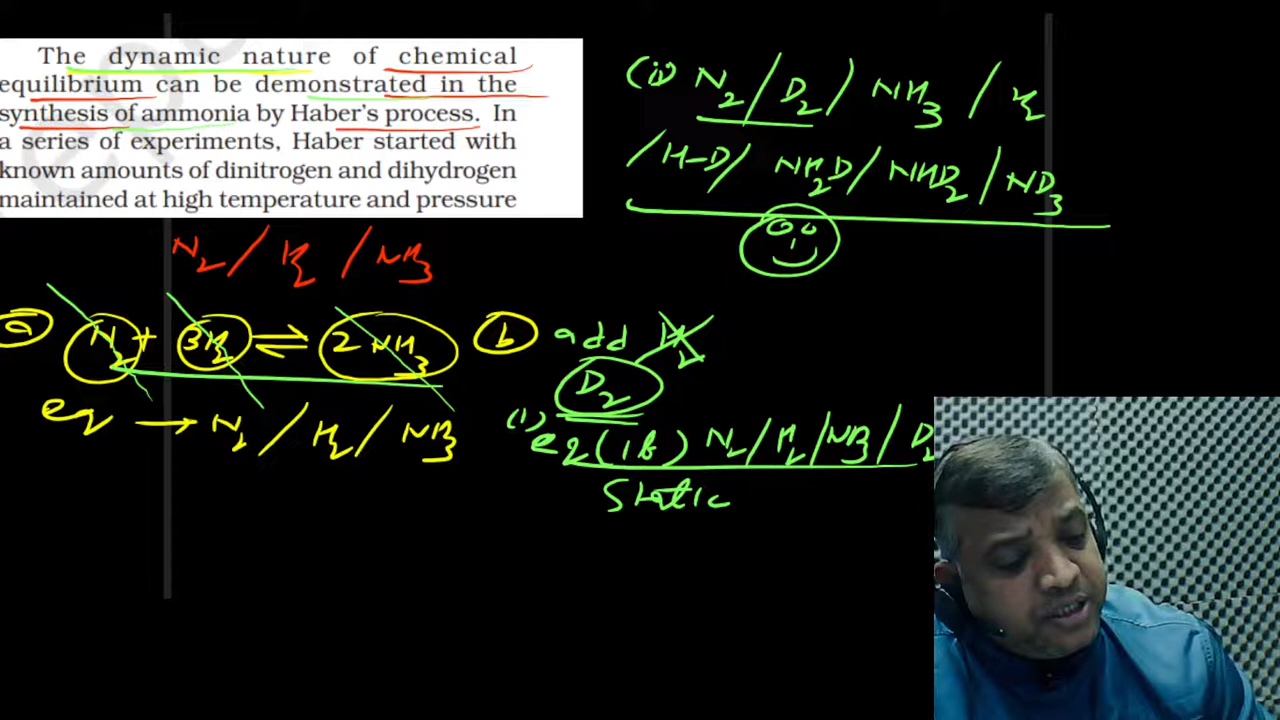 The dynamic nature of chemical
equilibrium can be demonstrated in the
synthesis of ammonia by Haber's process. In
a series of experiments, Haber started with
known amounts of dinitrogen and dihydrogen
maintained at high temperature and pressure
N2 / H2 / NH3
(a) N2 + 3H2 ⇌ 2 NH3
eq → N2 / H2 / NH3
(ii) N2 / D2 / NH3 / H2
/ H-D / NH2D / NHD2 / ND3
(b) add
D2
(i)
eq ( If ) N2 / H2 / NH3 / D2
Static